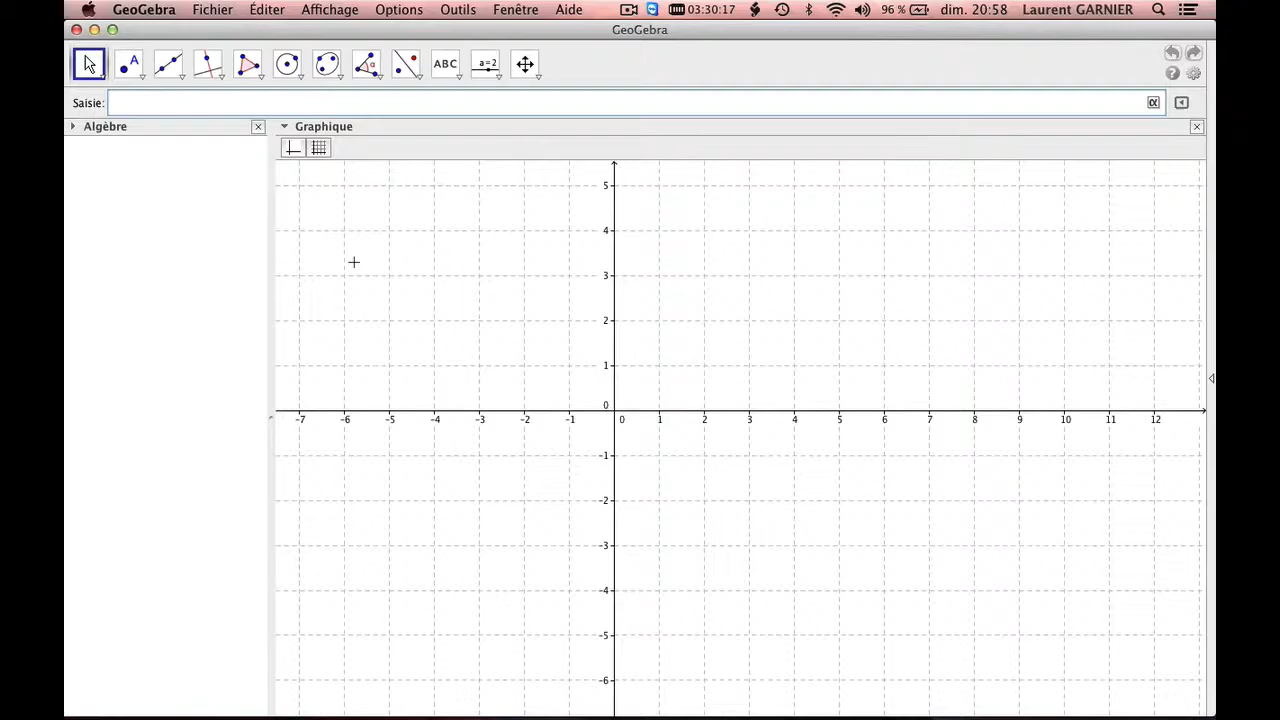 GeoGebra Fichier Éditer Affichage Options Outils Fenêtre Aide 03:30:17 96 % dim. 20:58 Laurent GARNIER
GeoGebra
A α ABC a=2
?
Saisie: α
Algèbre Graphique
5
4
3
2
1
0
-7 -6 -5 -4 -3 -2 -1 0 1 2 3 4 5 6 7 8 9 10 11 12
-1
-2
-3
-4
-5
-6